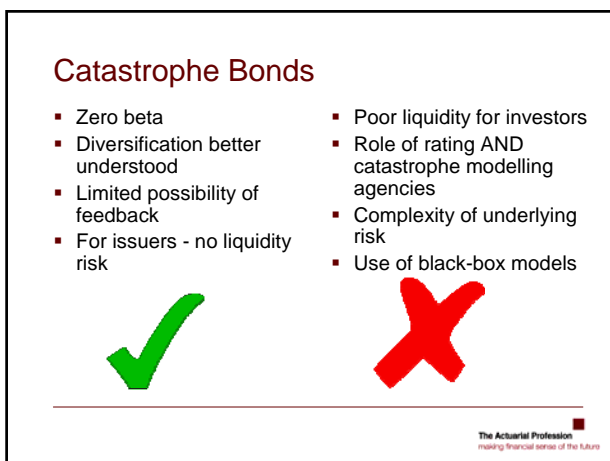 Catastrophe Bonds
▪ Zero beta
▪ Diversification better
understood
▪ Limited possibility of
feedback
▪ For issuers - no liquidity
risk
▪ Poor liquidity for investors
▪ Role of rating AND
catastrophe modelling
agencies
▪ Complexity of underlying
risk
▪ Use of black-box models
The Actuarial Profession
making financial sense of the future